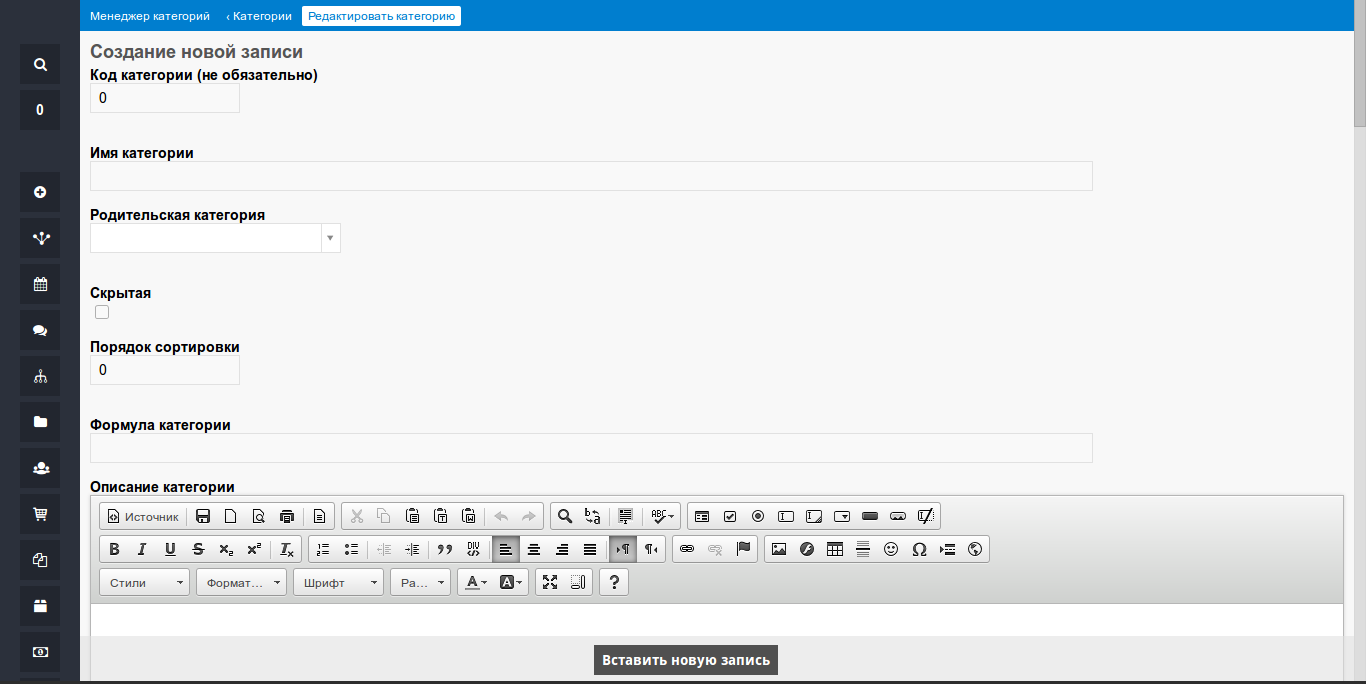 Менеджер категорий ‹ Категории Редактировать категорию
Создание новой записи
Код категории (не обязательно)
0
0
Имя категории
Родительская категория
Скрытая
Порядок сортировки
0
Формула категории
Описание категории
Источник
Стили Формат... Шрифт Ра...
Вставить новую запись